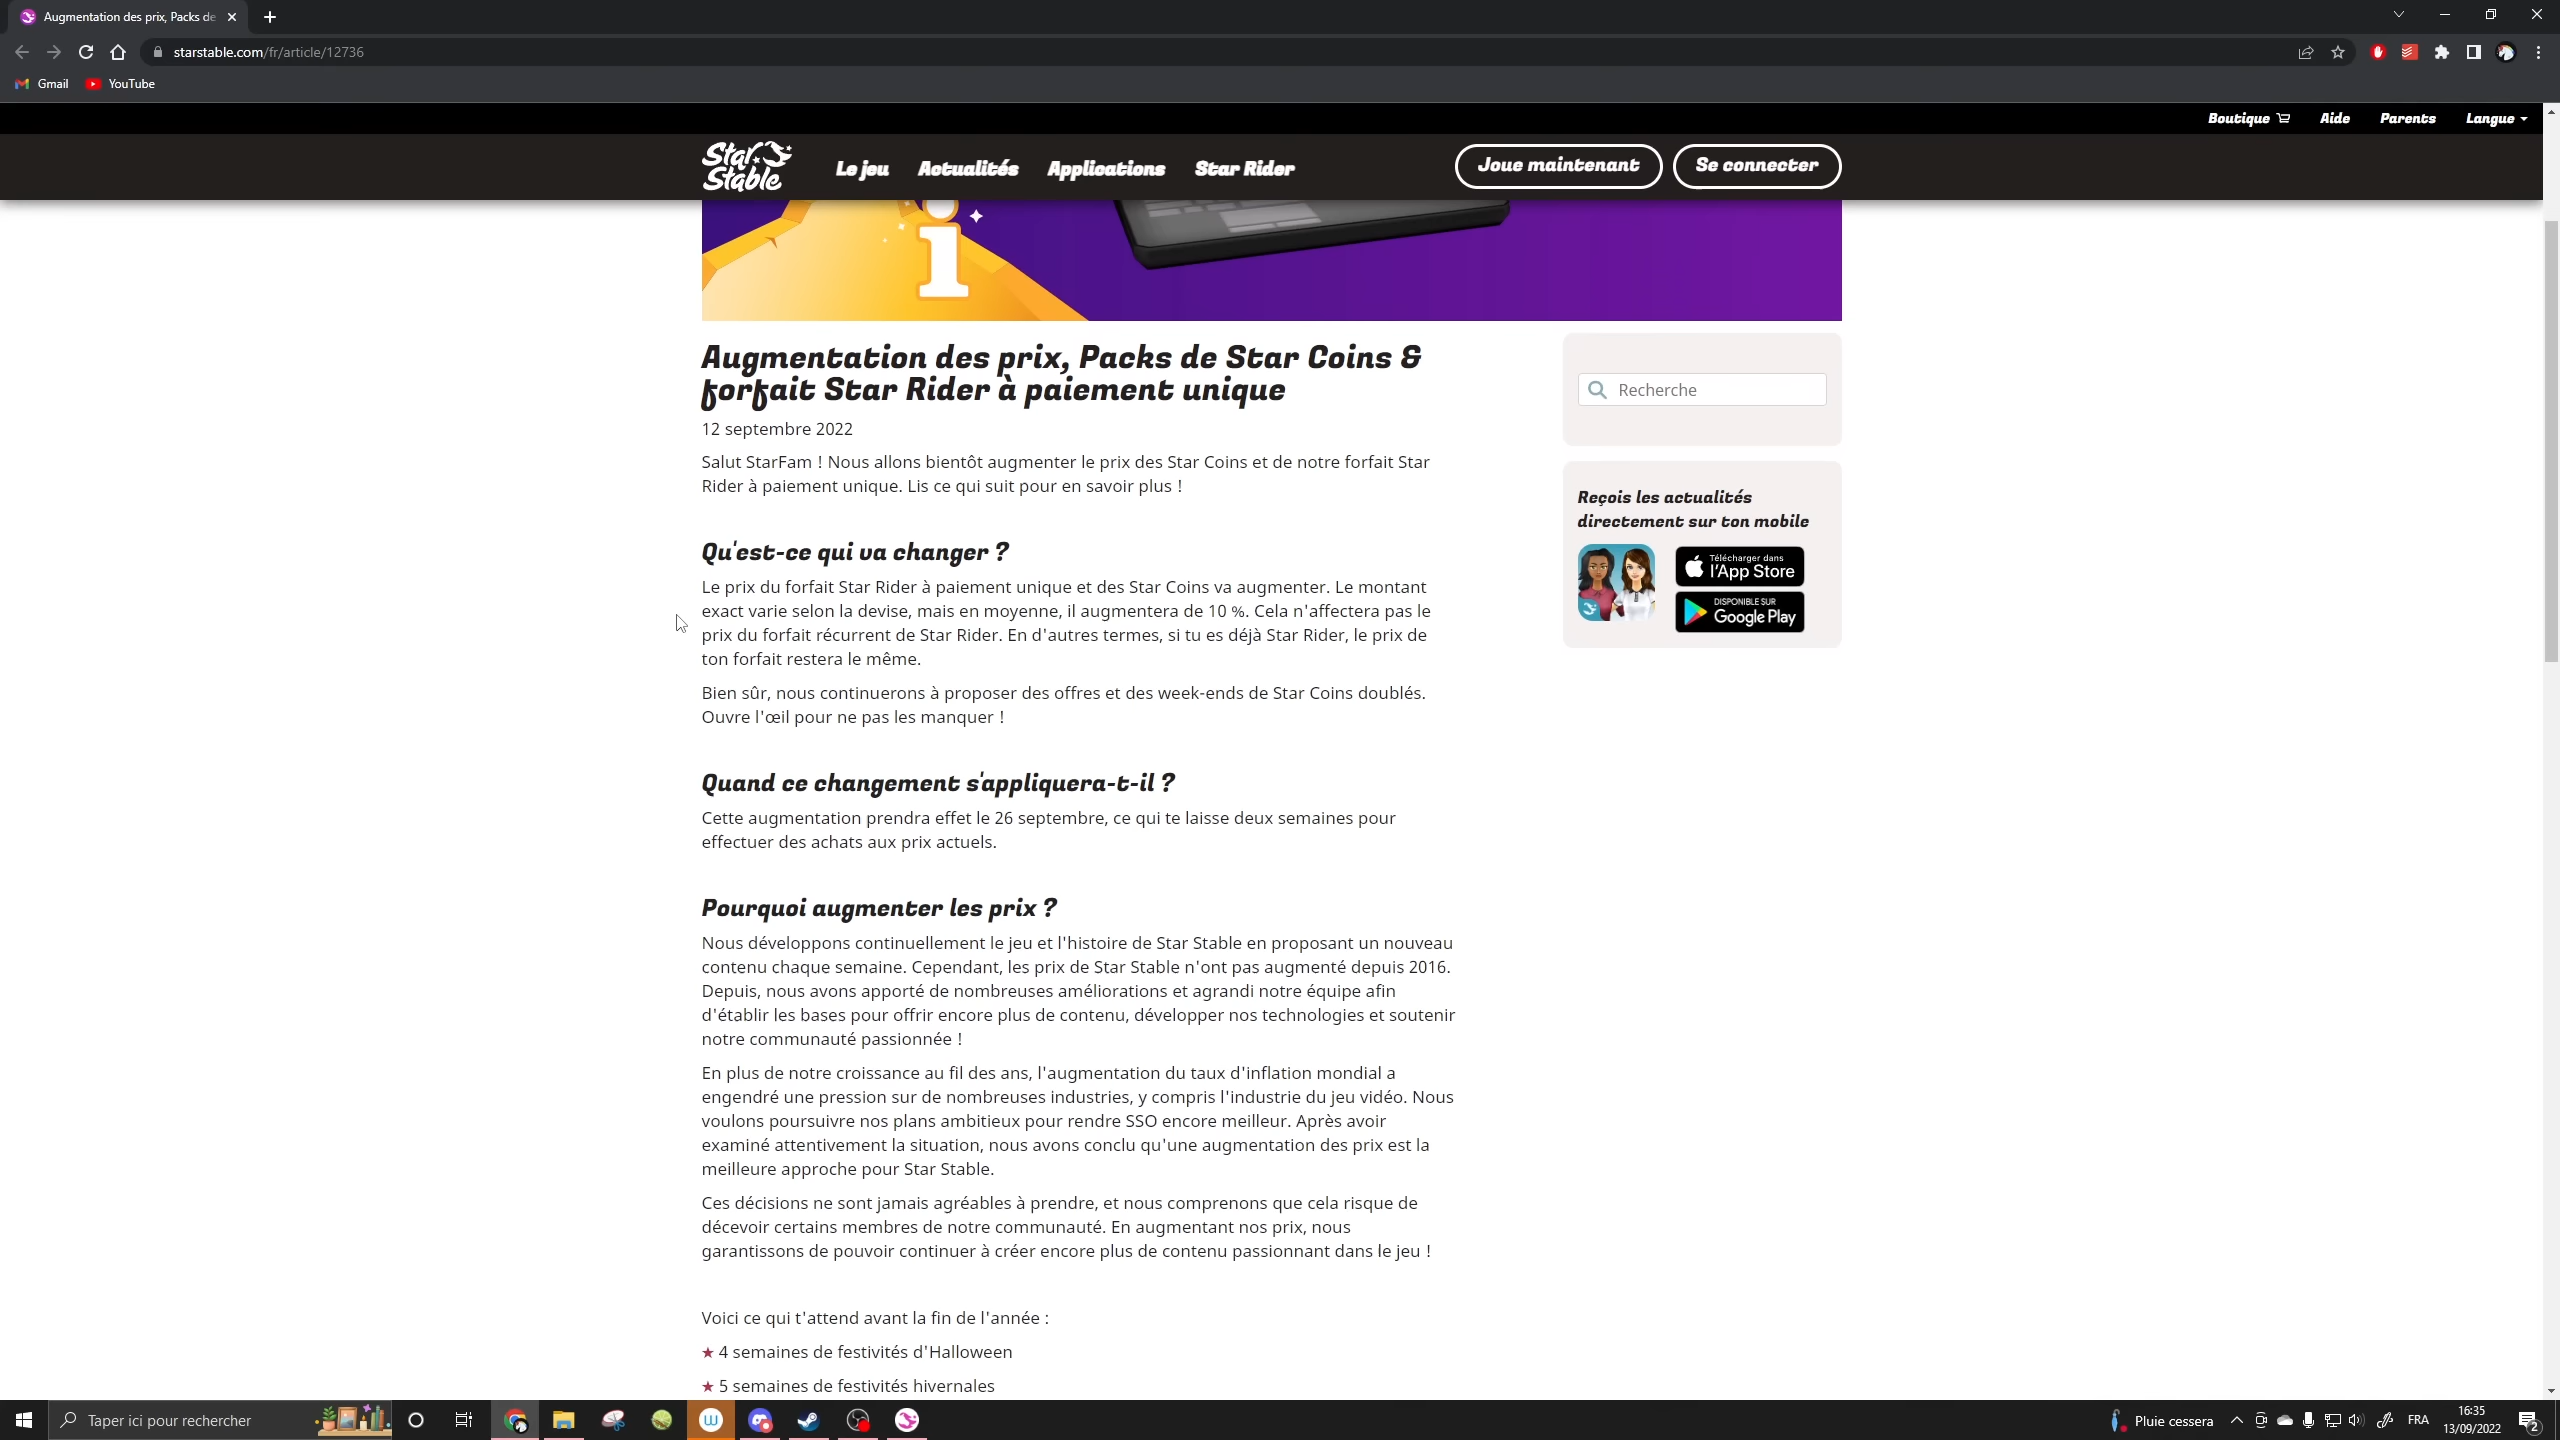 Augmentation des prix, Packs de
starstable.com/fr/article/12736
Gmail
YouTube
Boutique
Aide
Parents
Langue
Star Stable
Le jeu
Actualités
Applications
Star Rider
Joue maintenant
Se connecter
i
Augmentation des prix, Packs de Star Coins &
forfait Star Rider à paiement unique
12 septembre 2022
Salut StarFam ! Nous allons bientôt augmenter le prix des Star Coins et de notre forfait Star
Rider à paiement unique. Lis ce qui suit pour en savoir plus !
Qu'est-ce qui va changer ?
Le prix du forfait Star Rider à paiement unique et des Star Coins va augmenter. Le montant
exact varie selon la devise, mais en moyenne, il augmentera de 10 %. Cela n'affectera pas le
prix du forfait récurrent de Star Rider. En d'autres termes, si tu es déjà Star Rider, le prix de
ton forfait restera le même.
Bien sûr, nous continuerons à proposer des offres et des week-ends de Star Coins doublés.
Ouvre l'œil pour ne pas les manquer !
Quand ce changement s'appliquera-t-il ?
Cette augmentation prendra effet le 26 septembre, ce qui te laisse deux semaines pour
effectuer des achats aux prix actuels.
Pourquoi augmenter les prix ?
Nous développons continuellement le jeu et l'histoire de Star Stable en proposant un nouveau
contenu chaque semaine. Cependant, les prix de Star Stable n'ont pas augmenté depuis 2016.
Depuis, nous avons apporté de nombreuses améliorations et agrandi notre équipe afin
d'établir les bases pour offrir encore plus de contenu, développer nos technologies et soutenir
notre communauté passionnée !
En plus de notre croissance au fil des ans, l'augmentation du taux d'inflation mondial a
engendré une pression sur de nombreuses industries, y compris l'industrie du jeu vidéo. Nous
voulons poursuivre nos plans ambitieux pour rendre SSO encore meilleur. Après avoir
examiné attentivement la situation, nous avons conclu qu'une augmentation des prix est la
meilleure approche pour Star Stable.
Ces décisions ne sont jamais agréables à prendre, et nous comprenons que cela risque de
décevoir certains membres de notre communauté. En augmentant nos prix, nous
garantissons de pouvoir continuer à créer encore plus de contenu passionnant dans le jeu !
Voici ce qui t'attend avant la fin de l'année :
★ 4 semaines de festivités d'Halloween
★ 5 semaines de festivités hivernales
Recherche
Reçois les actualités
directement sur ton mobile
Télécharger dans
l'App Store
DISPONIBLE SUR
Google Play
Taper ici pour rechercher
W
Pluie cessera
FRA
16:35
13/09/2022
2